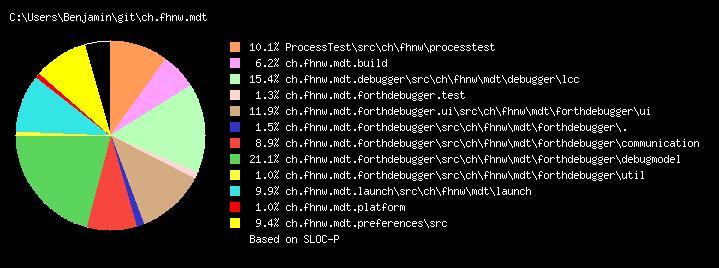 C:\Users\Benjamin\git\ch.fhnw.mdt
10.1% ProcessTest\src\ch\fhnw\processtest
6.2% ch.fhnw.mdt.build
15.4% ch.fhnw.mdt.debugger\src\ch\fhnw\mdt\debugger\lcc
1.3% ch.fhnw.mdt.forthdebugger.test
11.9% ch.fhnw.mdt.forthdebugger.ui\src\ch\fhnw\mdt\forthdebugger\ui
1.5% ch.fhnw.mdt.forthdebugger\src\ch\fhnw\mdt\forthdebugger\.
8.9% ch.fhnw.mdt.forthdebugger\src\ch\fhnw\mdt\forthdebugger\communication
21.1% ch.fhnw.mdt.forthdebugger\src\ch\fhnw\mdt\forthdebugger\debugmodel
1.0% ch.fhnw.mdt.forthdebugger\src\ch\fhnw\mdt\forthdebugger\util
9.9% ch.fhnw.mdt.launch\src\ch\fhnw\mdt\launch
1.0% ch.fhnw.mdt.platform
9.4% ch.fhnw.mdt.preferences\src
Based on SLOC-P